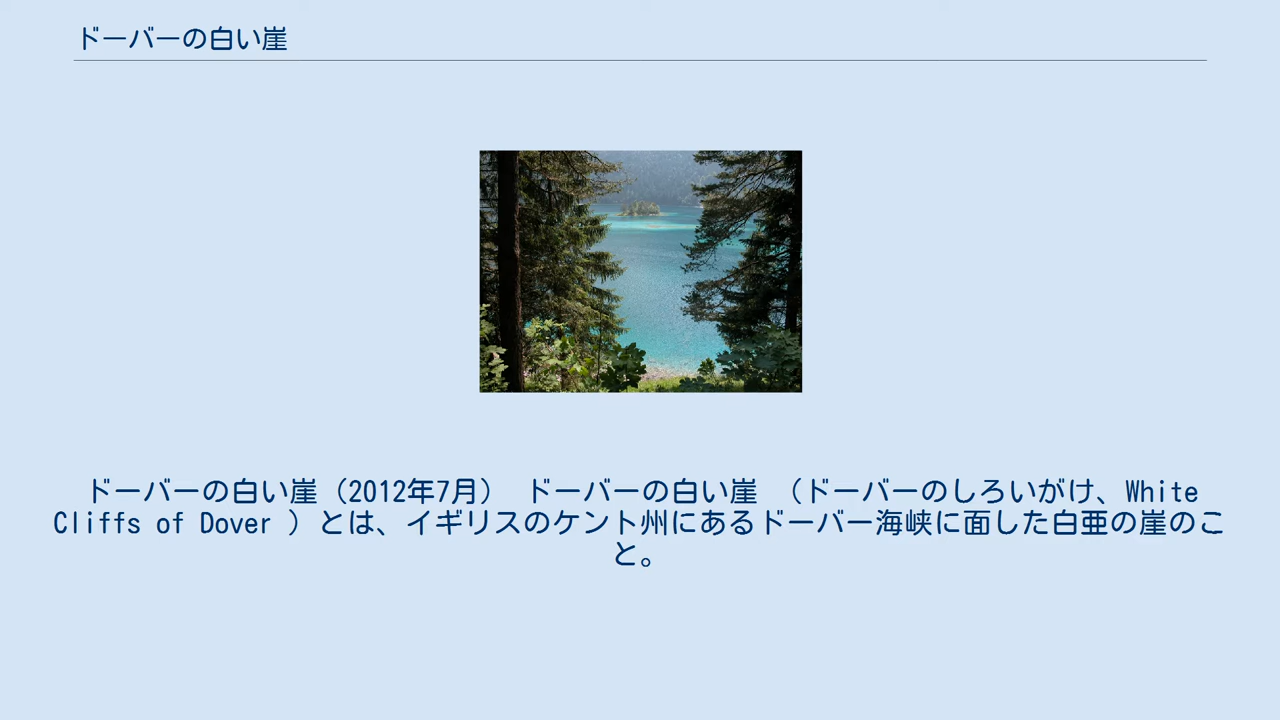 ドーバーの白い崖
ドーバーの白い崖（2012年7月） ドーバーの白い崖 （ドーバーのしろいがけ、White
Cliffs of Dover ）とは、イギリスのケント州にあるドーバー海峡に面した白亜の崖のこ
と。